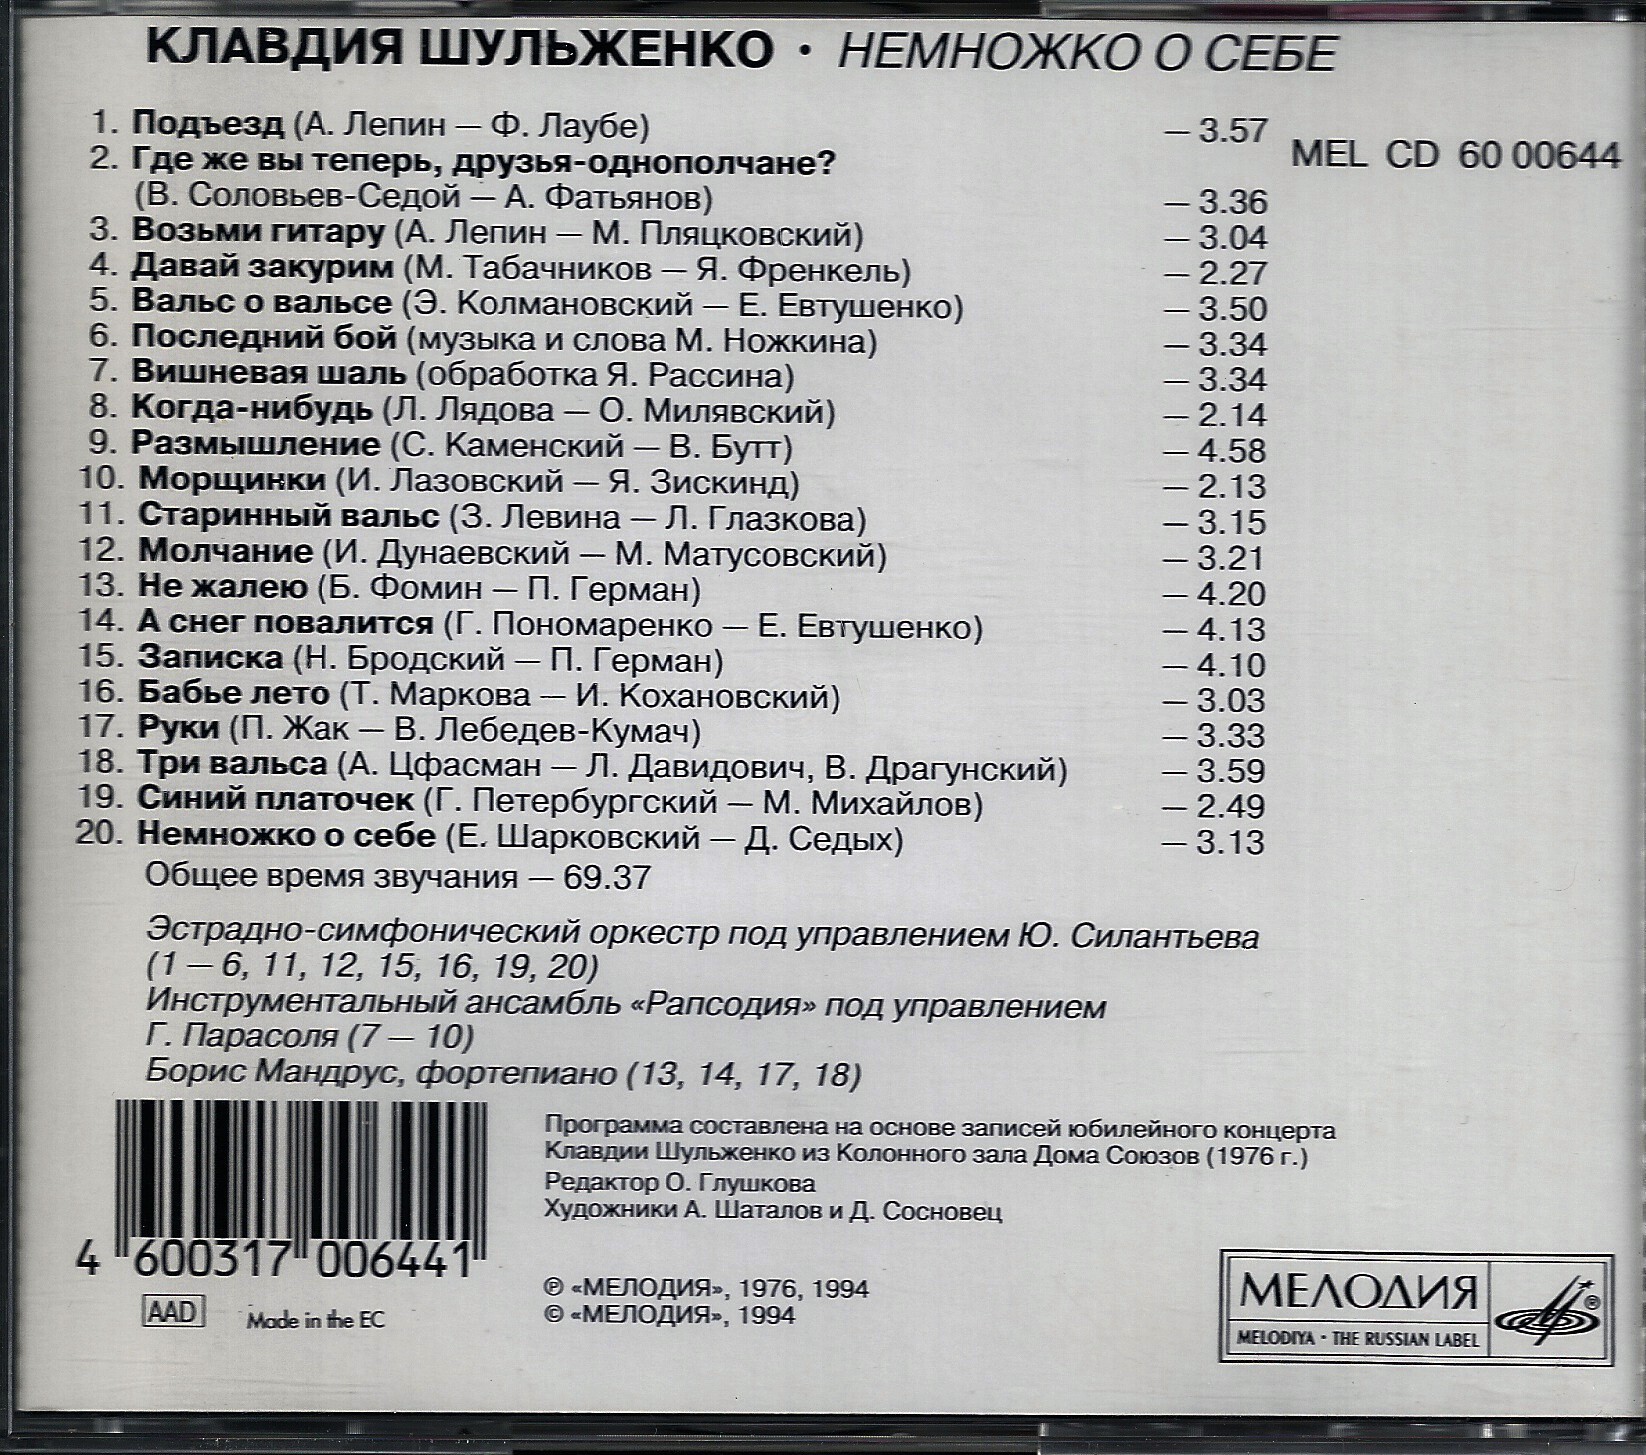 КЛАВДИЯ ШУЛЬЖЕНКО · НЕМНОЖКО О СЕБЕ
1. Подъезд (А. Лепин — Ф. Лаубе) — 3.57
MEL CD 60 00644
2. Где же вы теперь, друзья-однополчане?
(В. Соловьев-Седой — А. Фатьянов) — 3.36
3. Возьми гитару (А. Лепин — М. Пляцковский) — 3.04
4. Давай закурим (М. Табачников — Я. Френкель) — 2.27
5. Вальс о вальсе (Э. Колмановский — Е. Евтушенко) — 3.50
6. Последний бой (музыка и слова М. Ножкина) — 3.34
7. Вишневая шаль (обработка Я. Рассина) — 3.34
8. Когда-нибудь (Л. Лядова — О. Милявский) — 2.14
9. Размышление (С. Каменский — В. Бутт) — 4.58
10. Морщинки (И. Лазовский — Я. Зискинд) — 2.13
11. Старинный вальс (З. Левина — Л. Глазкова) — 3.15
12. Молчание (И. Дунаевский — М. Матусовский) — 3.21
13. Не жалею (Б. Фомин — П. Герман) — 4.20
14. А снег повалится (Г. Пономаренко — Е. Евтушенко) — 4.13
15. Записка (Н. Бродский — П. Герман) — 4.10
16. Бабье лето (Т. Маркова — И. Кохановский) — 3.03
17. Руки (П. Жак — В. Лебедев-Кумач) — 3.33
18. Три вальса (А. Цфасман — Л. Давидович, В. Драгунский) — 3.59
19. Синий платочек (Г. Петербургский — М. Михайлов) — 2.49
20. Немножко о себе (Е. Шарковский — Д. Седых) — 3.13
Общее время звучания — 69.37
Эстрадно-симфонический оркестр под управлением Ю. Силантьева
(1 — 6, 11, 12, 15, 16, 19, 20)
Инструментальный ансамбль «Рапсодия» под управлением
Г. Парасоля (7 — 10)
Борис Мандрус, фортепиано (13, 14, 17, 18)
Программа составлена на основе записей юбилейного концерта
Клавдии Шульженко из Колонного зала Дома Союзов (1976 г.)
Редактор О. Глушкова
Художники А. Шаталов и Д. Сосновец
4 600317 006441
AAD Made in the EC
℗ «МЕЛОДИЯ», 1976, 1994
© «МЕЛОДИЯ», 1994
МЕЛОДИЯ ®
MELODIYA · THE RUSSIAN LABEL